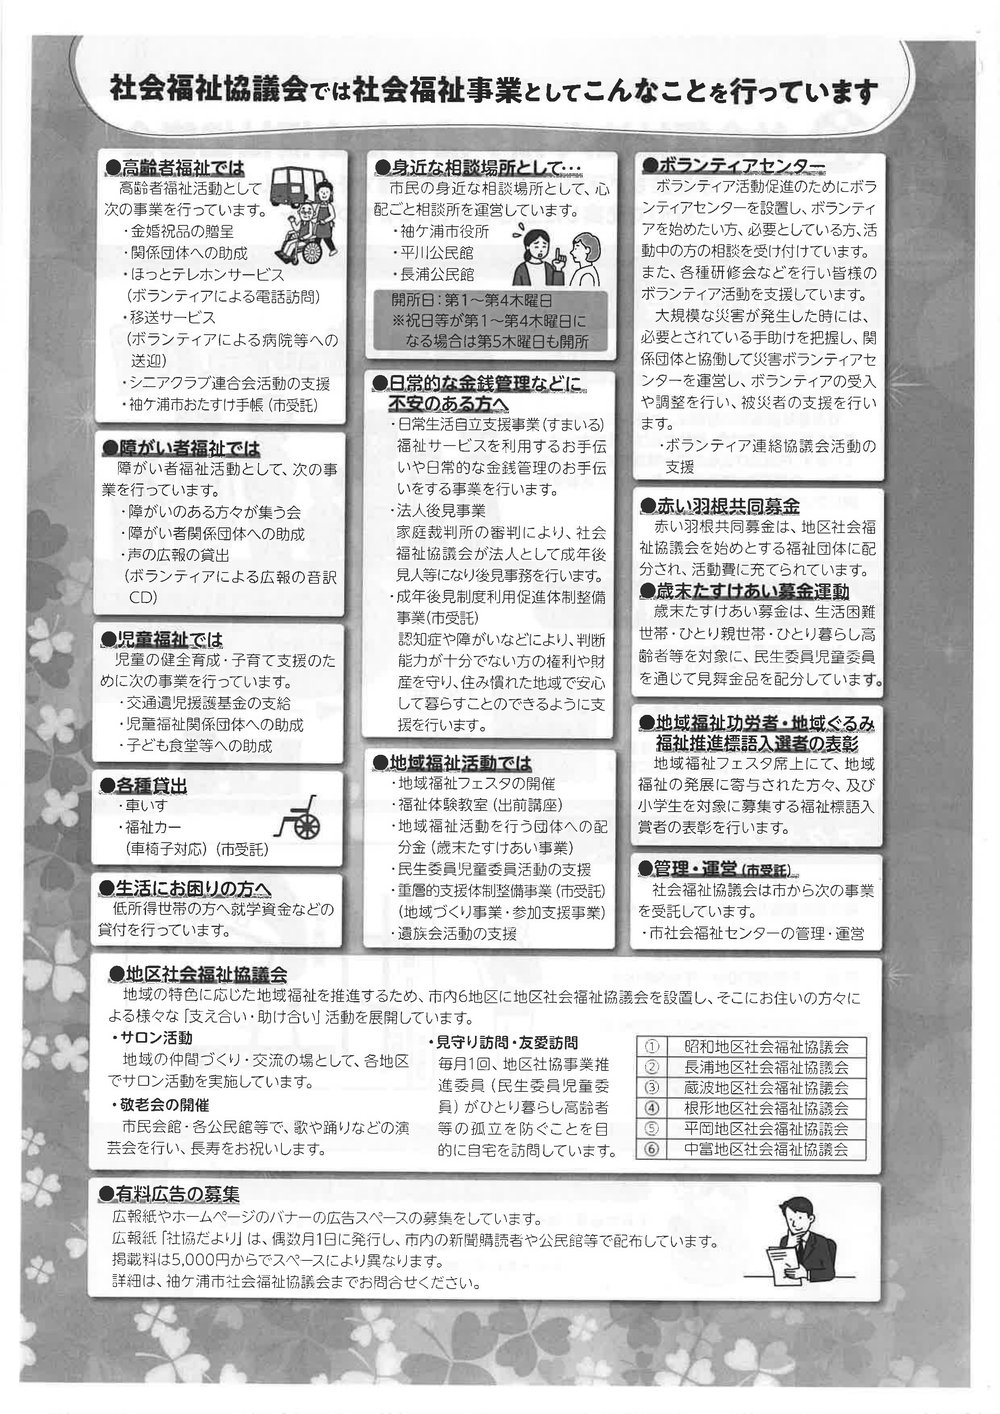 社会福祉協議会では社会福祉事業としてこんなことを行っています
●高齢者福祉では
高齢者福祉活動として
次の事業を行っています。
・金婚祝品の贈呈
・関係団体への助成
・ほっとテレホンサービス
(ボランティアによる電話訪問)
・移送サービス
(ボランティアによる病院等への
送迎)
・シニアクラブ連合会活動の支援
・袖ケ浦市おたすけ手帳(市受託)
●障がい者福祉では
障がい者福祉活動として、次の事
業を行っています。
・障がいのある方々が集う会
・障がい者関係団体への助成
・声の広報の貸出
(ボランティアによる広報の音訳
CD)
●児童福祉では
児童の健全育成・子育て支援のた
めに次の事業を行っています。
・交通遺児援護基金の支給
・児童福祉関係団体への助成
・子ども食堂等への助成
●各種貸出
・車いす
・福祉カー
(車椅子対応)(市受託)
●生活にお困りの方へ
低所得世帯の方へ就学資金などの
貸付を行っています。
●身近な相談場所として…
市民の身近な相談場所として、心
配ごと相談所を運営しています。
・袖ケ浦市役所
・平川公民館
・長浦公民館
開所日：第1～第4木曜日
※祝日等が第1～第4木曜日に
なる場合は第5木曜日も開所
●日常的な金銭管理などに
不安のある方へ
・日常生活自立支援事業(すまいる)
福祉サービスを利用するお手伝
いや日常的な金銭管理のお手伝
いをする事業を行います。
・法人後見事業
家庭裁判所の審判により、社会
福祉協議会が法人として成年後
見人等になり後見事務を行います。
・成年後見制度利用促進体制整備
事業(市受託)
認知症や障がいなどにより、判断
能力が十分でない方の権利や財
産を守り、住み慣れた地域で安心
して暮らすことのできるように支
援を行います。
●地域福祉活動では
・地域福祉フェスタの開催
・福祉体験教室(出前講座)
・地域福祉活動を行う団体への配
分金(歳末たすけあい事業)
・民生委員児童委員活動の支援
・重層的支援体制整備事業(市受託)
(地域づくり事業・参加支援事業)
・遺族会活動の支援
●ボランティアセンター
ボランティア活動促進のためにボラ
ンティアセンターを設置し、ボランティ
アを始めたい方、必要としている方、活
動中の方の相談を受け付けています。
また、各種研修会などを行い皆様の
ボランティア活動を支援しています。
大規模な災害が発生した時には、
必要とされている手助けを把握し、関
係団体と協働して災害ボランティアセ
ンターを運営し、ボランティアの受入
や調整を行い、被災者の支援を行い
ます。
・ボランティア連絡協議会活動の
支援
●赤い羽根共同募金
赤い羽根共同募金は、地区社会福
祉協議会を始めとする福祉団体に配
分され、活動費に充てられています。
●歳末たすけあい募金運動
歳末たすけあい募金は、生活困難
世帯・ひとり親世帯・ひとり暮らし高
齢者等を対象に、民生委員児童委員
を通じて見舞金品を配分しています。
●地域福祉功労者・地域ぐるみ
福祉推進標語入選者の表彰
地域福祉フェスタ席上にて、地域
福祉の発展に寄与された方々、及び
小学生を対象に募集する福祉標語入
賞者の表彰を行います。
●管理・運営(市受託)
社会福祉協議会は市から次の事業
を受託しています。
・市社会福祉センターの管理・運営
●地区社会福祉協議会
地域の特色に応じた地域福祉を推進するため、市内6地区に地区社会福祉協議会を設置し、そこにお住いの方々に
よる様々な「支え合い・助け合い」活動を展開しています。
・サロン活動
地域の仲間づくり・交流の場として、各地区
でサロン活動を実施しています。
・敬老会の開催
市民会館・各公民館等で、歌や踊りなどの演
芸会を行い、長寿をお祝いします。
・見守り訪問・友愛訪問
毎月1回、地区社協事業推
進委員(民生委員児童委
員)がひとり暮らし高齢者
等の孤立を防ぐことを目
的に自宅を訪問しています。
① 昭和地区社会福祉協議会
② 長浦地区社会福祉協議会
③ 蔵波地区社会福祉協議会
④ 根形地区社会福祉協議会
⑤ 平岡地区社会福祉協議会
⑥ 中富地区社会福祉協議会
●有料広告の募集
広報紙やホームページのバナーの広告スペースの募集をしています。
広報紙「社協だより」は、偶数月1日に発行し、市内の新聞購読者や公民館等で配布しています。
掲載料は5,000円からでスペースにより異なります。
詳細は、袖ケ浦市社会福祉協議会までお問合せください。